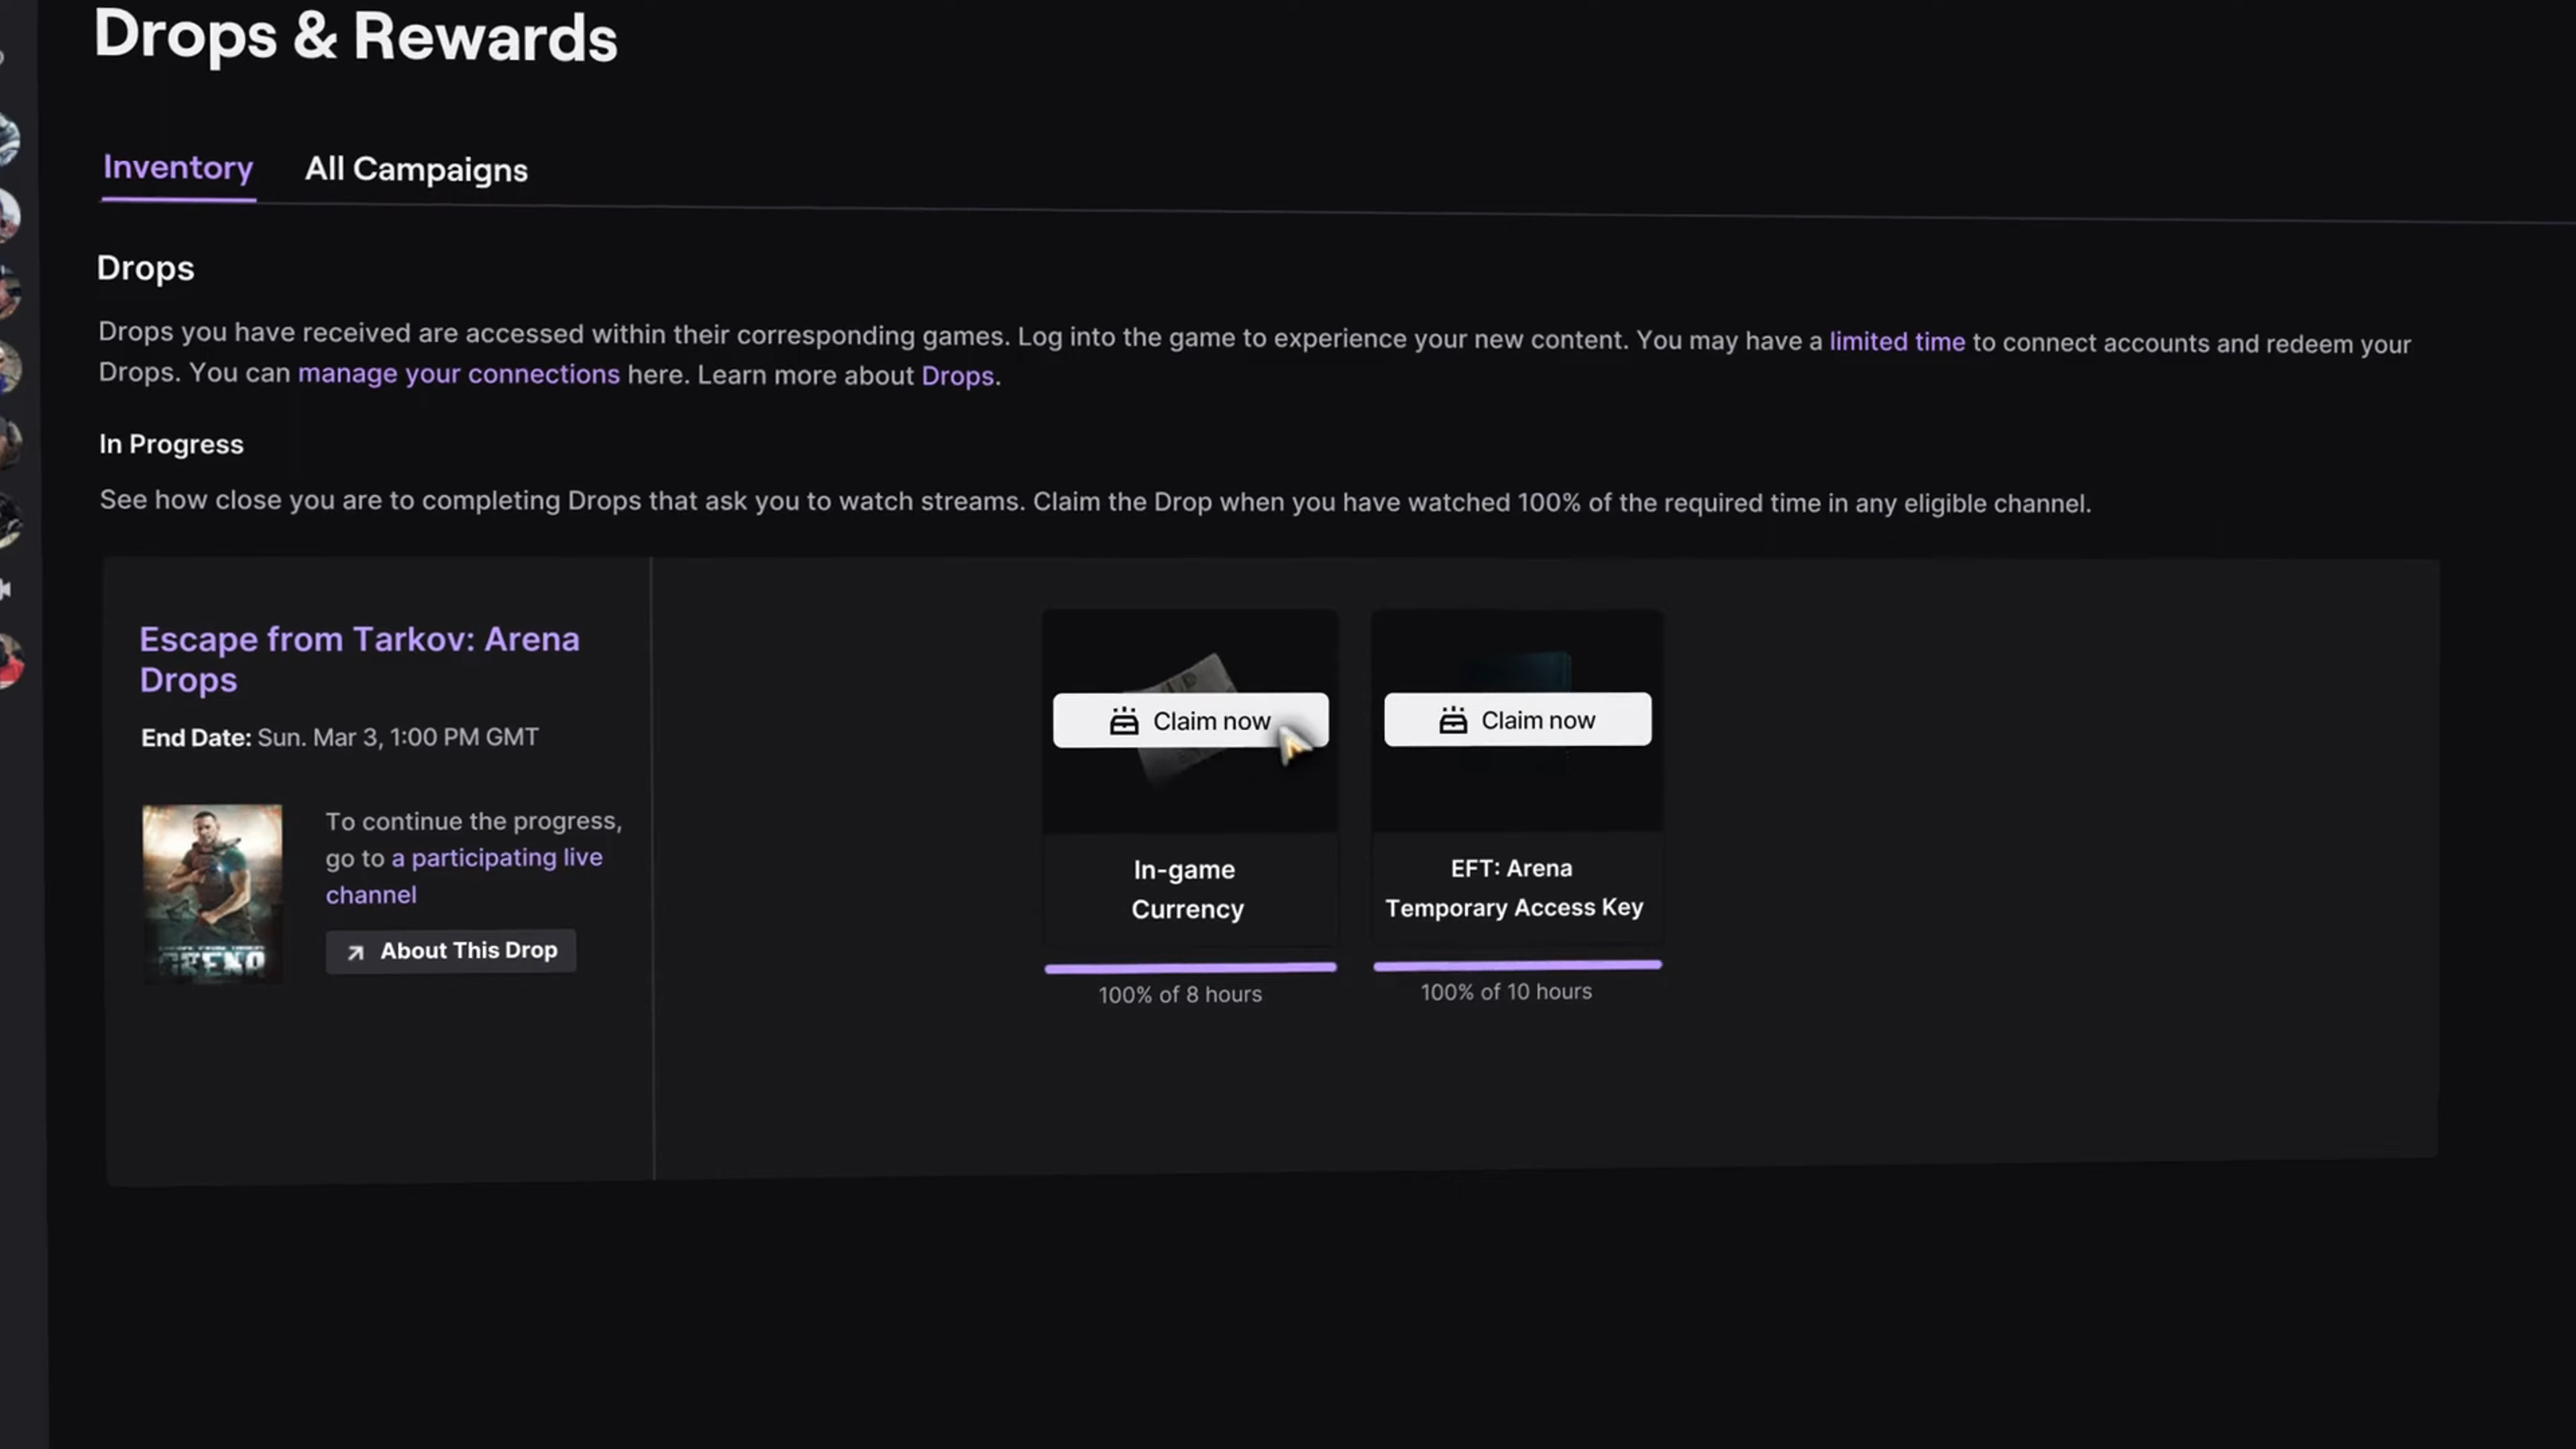 Drops & Rewards
Inventory
All Campaigns
Drops
Drops you have received are accessed within their corresponding games. Log into the game to experience your new content. You may have a limited time to connect accounts and redeem your
Drops. You can manage your connections here. Learn more about Drops.
In Progress
See how close you are to completing Drops that ask you to watch streams. Claim the Drop when you have watched 100% of the required time in any eligible channel.
Escape from Tarkov: Arena
Drops
End Date: Sun. Mar 3, 1:00 PM GMT
To continue the progress,
go to a participating live
channel
About This Drop
ESCAPE FROM TARKOV
ARENA
Claim now
In-game
Currency
100% of 8 hours
Claim now
EFT: Arena
Temporary Access Key
100% of 10 hours